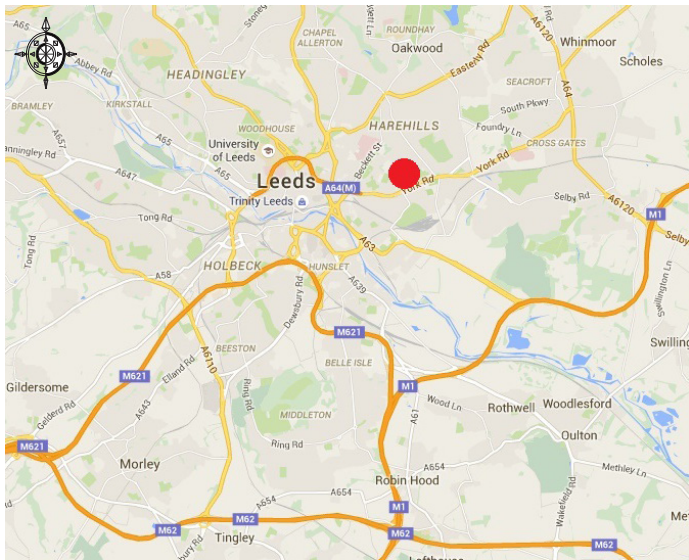 A65
Abbey Rd
Stoney
CHAPEL
ALLERTON
ROUNDHAY
Oakwood
A6120
Whinmoor
Scholes
HEADINGLEY
Easterly Rd
SEACROFT
A64
BRAMLEY
KIRKSTALL
A657
A65
WOODHOUSE
HAREHILLS
South Pkwy
Foundry Ln
CROSS GATES
University
of Leeds
Beckett St
A647
A65
Leeds
A64(M)
York Rd
York Rd
Trinity Leeds
Selby Rd
A6120
M1
Selby
Tong Rd
Tong Rd
A63
A58
HOLBECK
HUNSLET
A639
Swillington Ln
Dewsbury Rd
M621
Swilling
A6110
BEESTON
BELLE ISLE
Elland Rd
M621
Gildersome
Ring Rd
M1
Wood Ln
Rothwell
Woodlesford
Gelderd Rd
A643
MIDDLETON
A61
Oulton
M621
Ring Rd
Morley
Methley Ln
Robin Hood
A654
A654
Wakefield Rd
M1
M62
M62
Tingley
M62
M62
Met